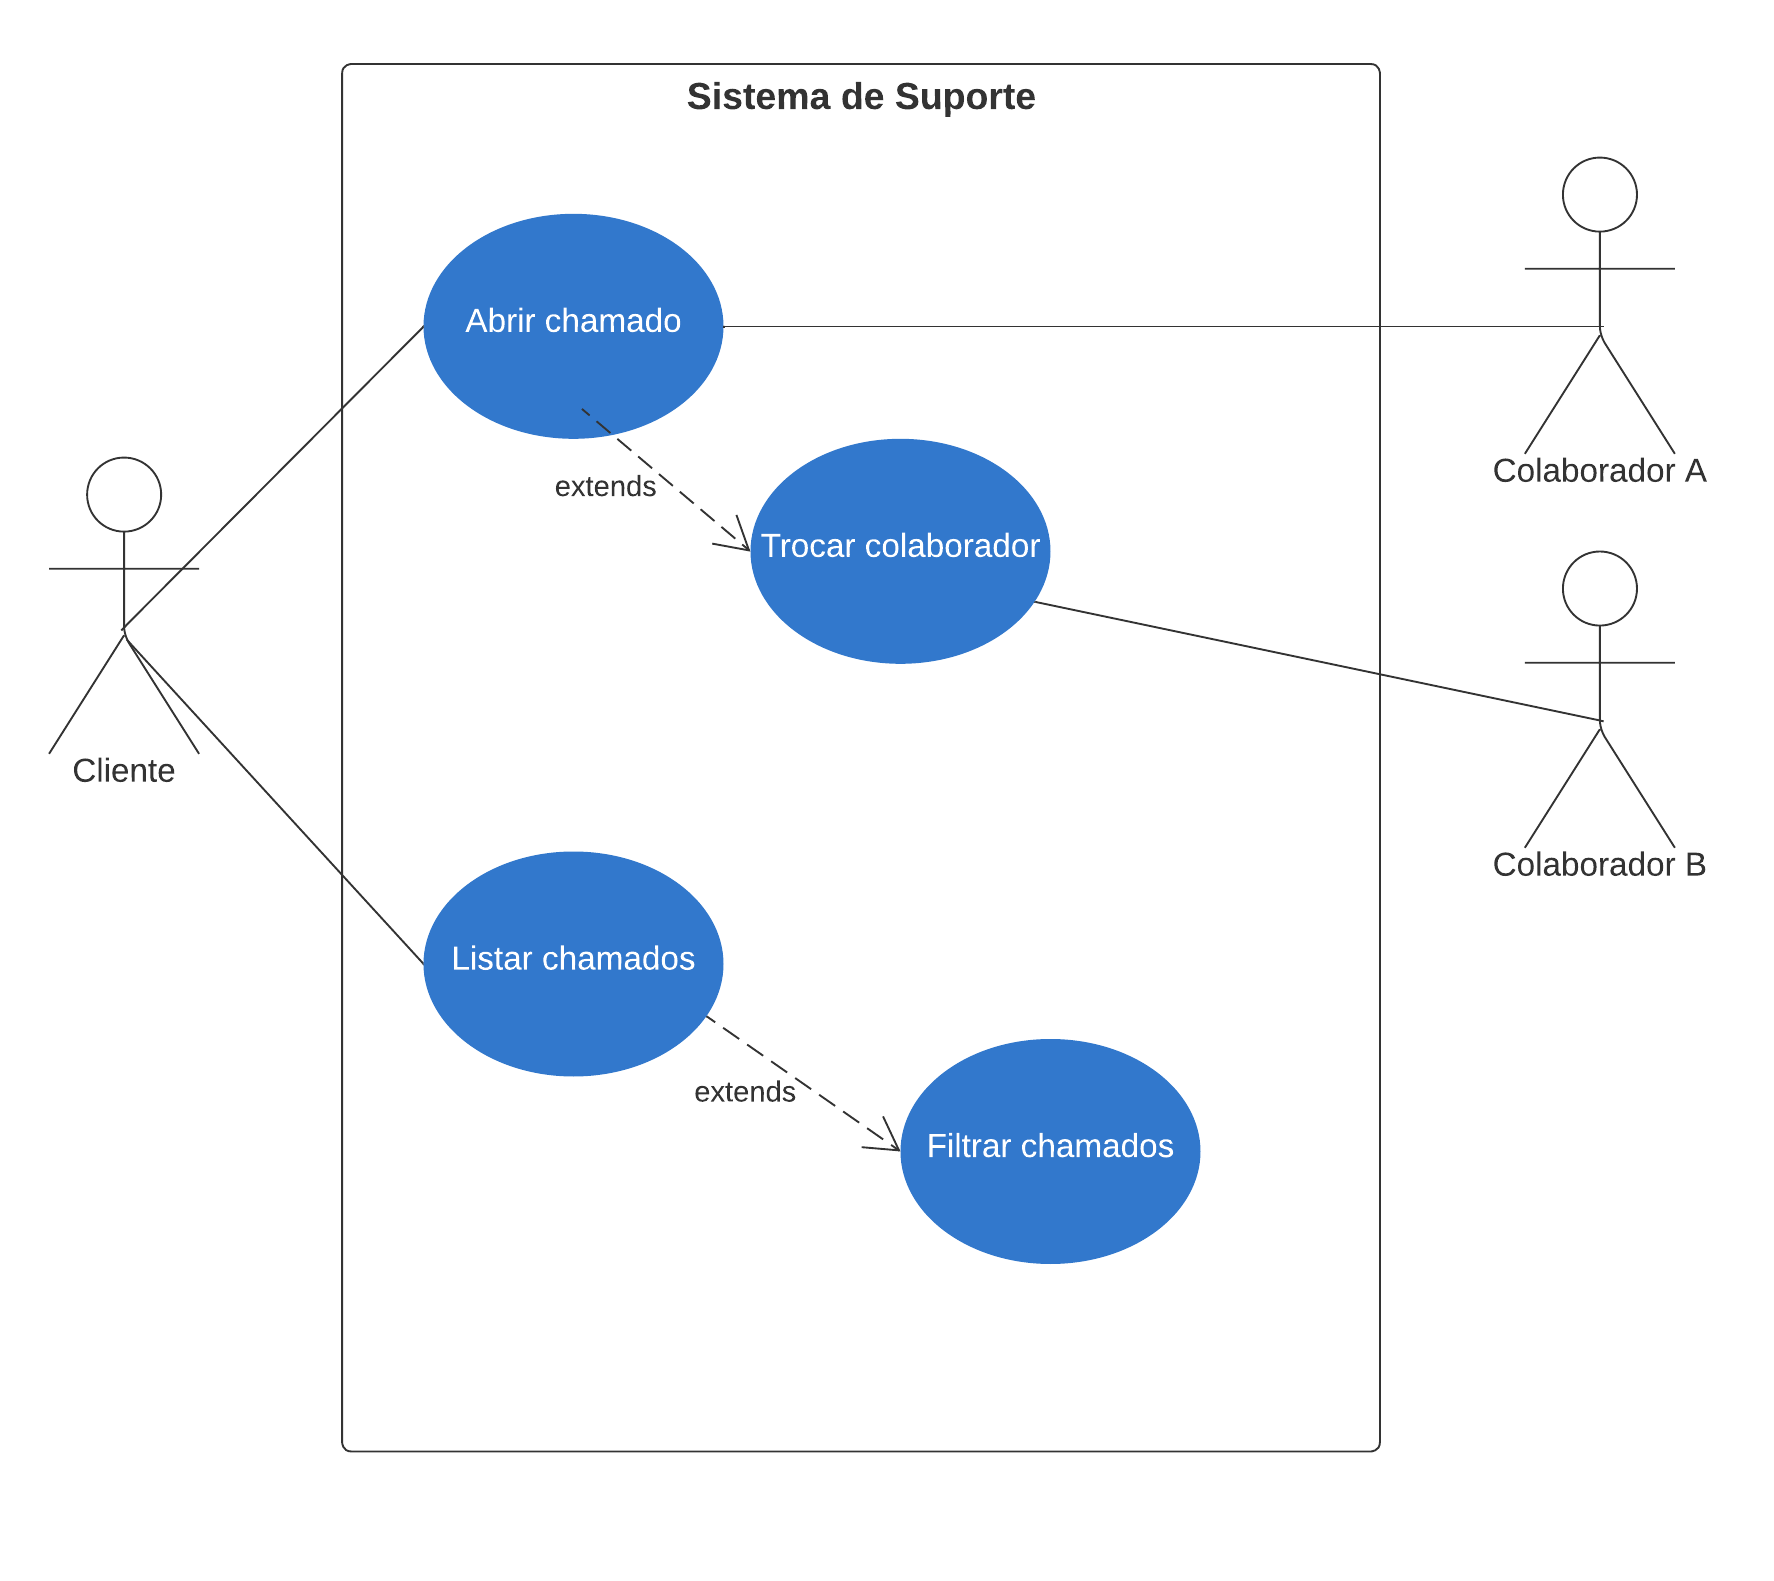 Sistema de Suporte
Abrir chamado
Colaborador A
extends
Trocar colaborador
Cliente
Colaborador B
Listar chamados
extends
Filtrar chamados